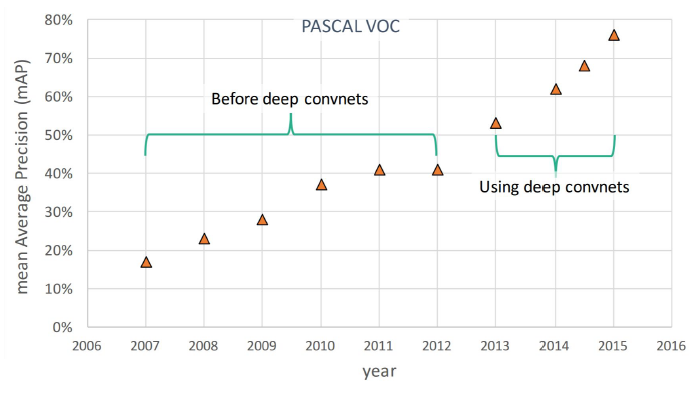 PASCAL VOC
80%
70%
60%
50%
40%
30%
20%
10%
0%
mean Average Precision (mAP)
Before deep convnets
Using deep convnets
2006 2007 2008 2009 2010 2011 2012 2013 2014 2015 2016
year